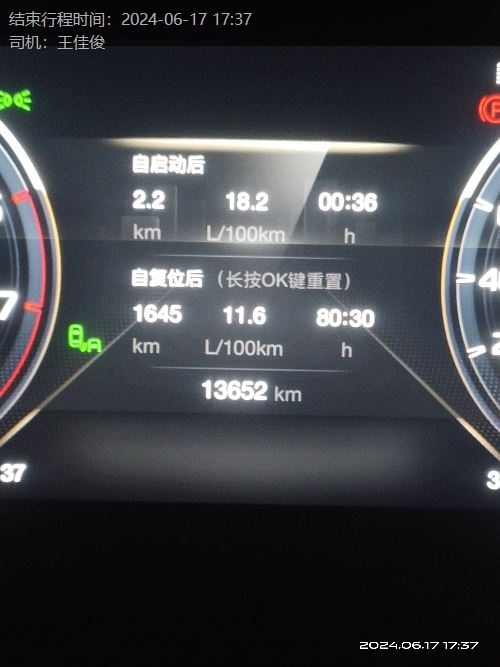 结束行程时间：2024-06-17 17:37
司机：王佳俊
自启动后
2.2 18.2 00:36
km L/100km h
自复位后（长按OK键重置）
1645 11.6 80:30
km L/100km h
13652 km
37
2024.06.17 17:37